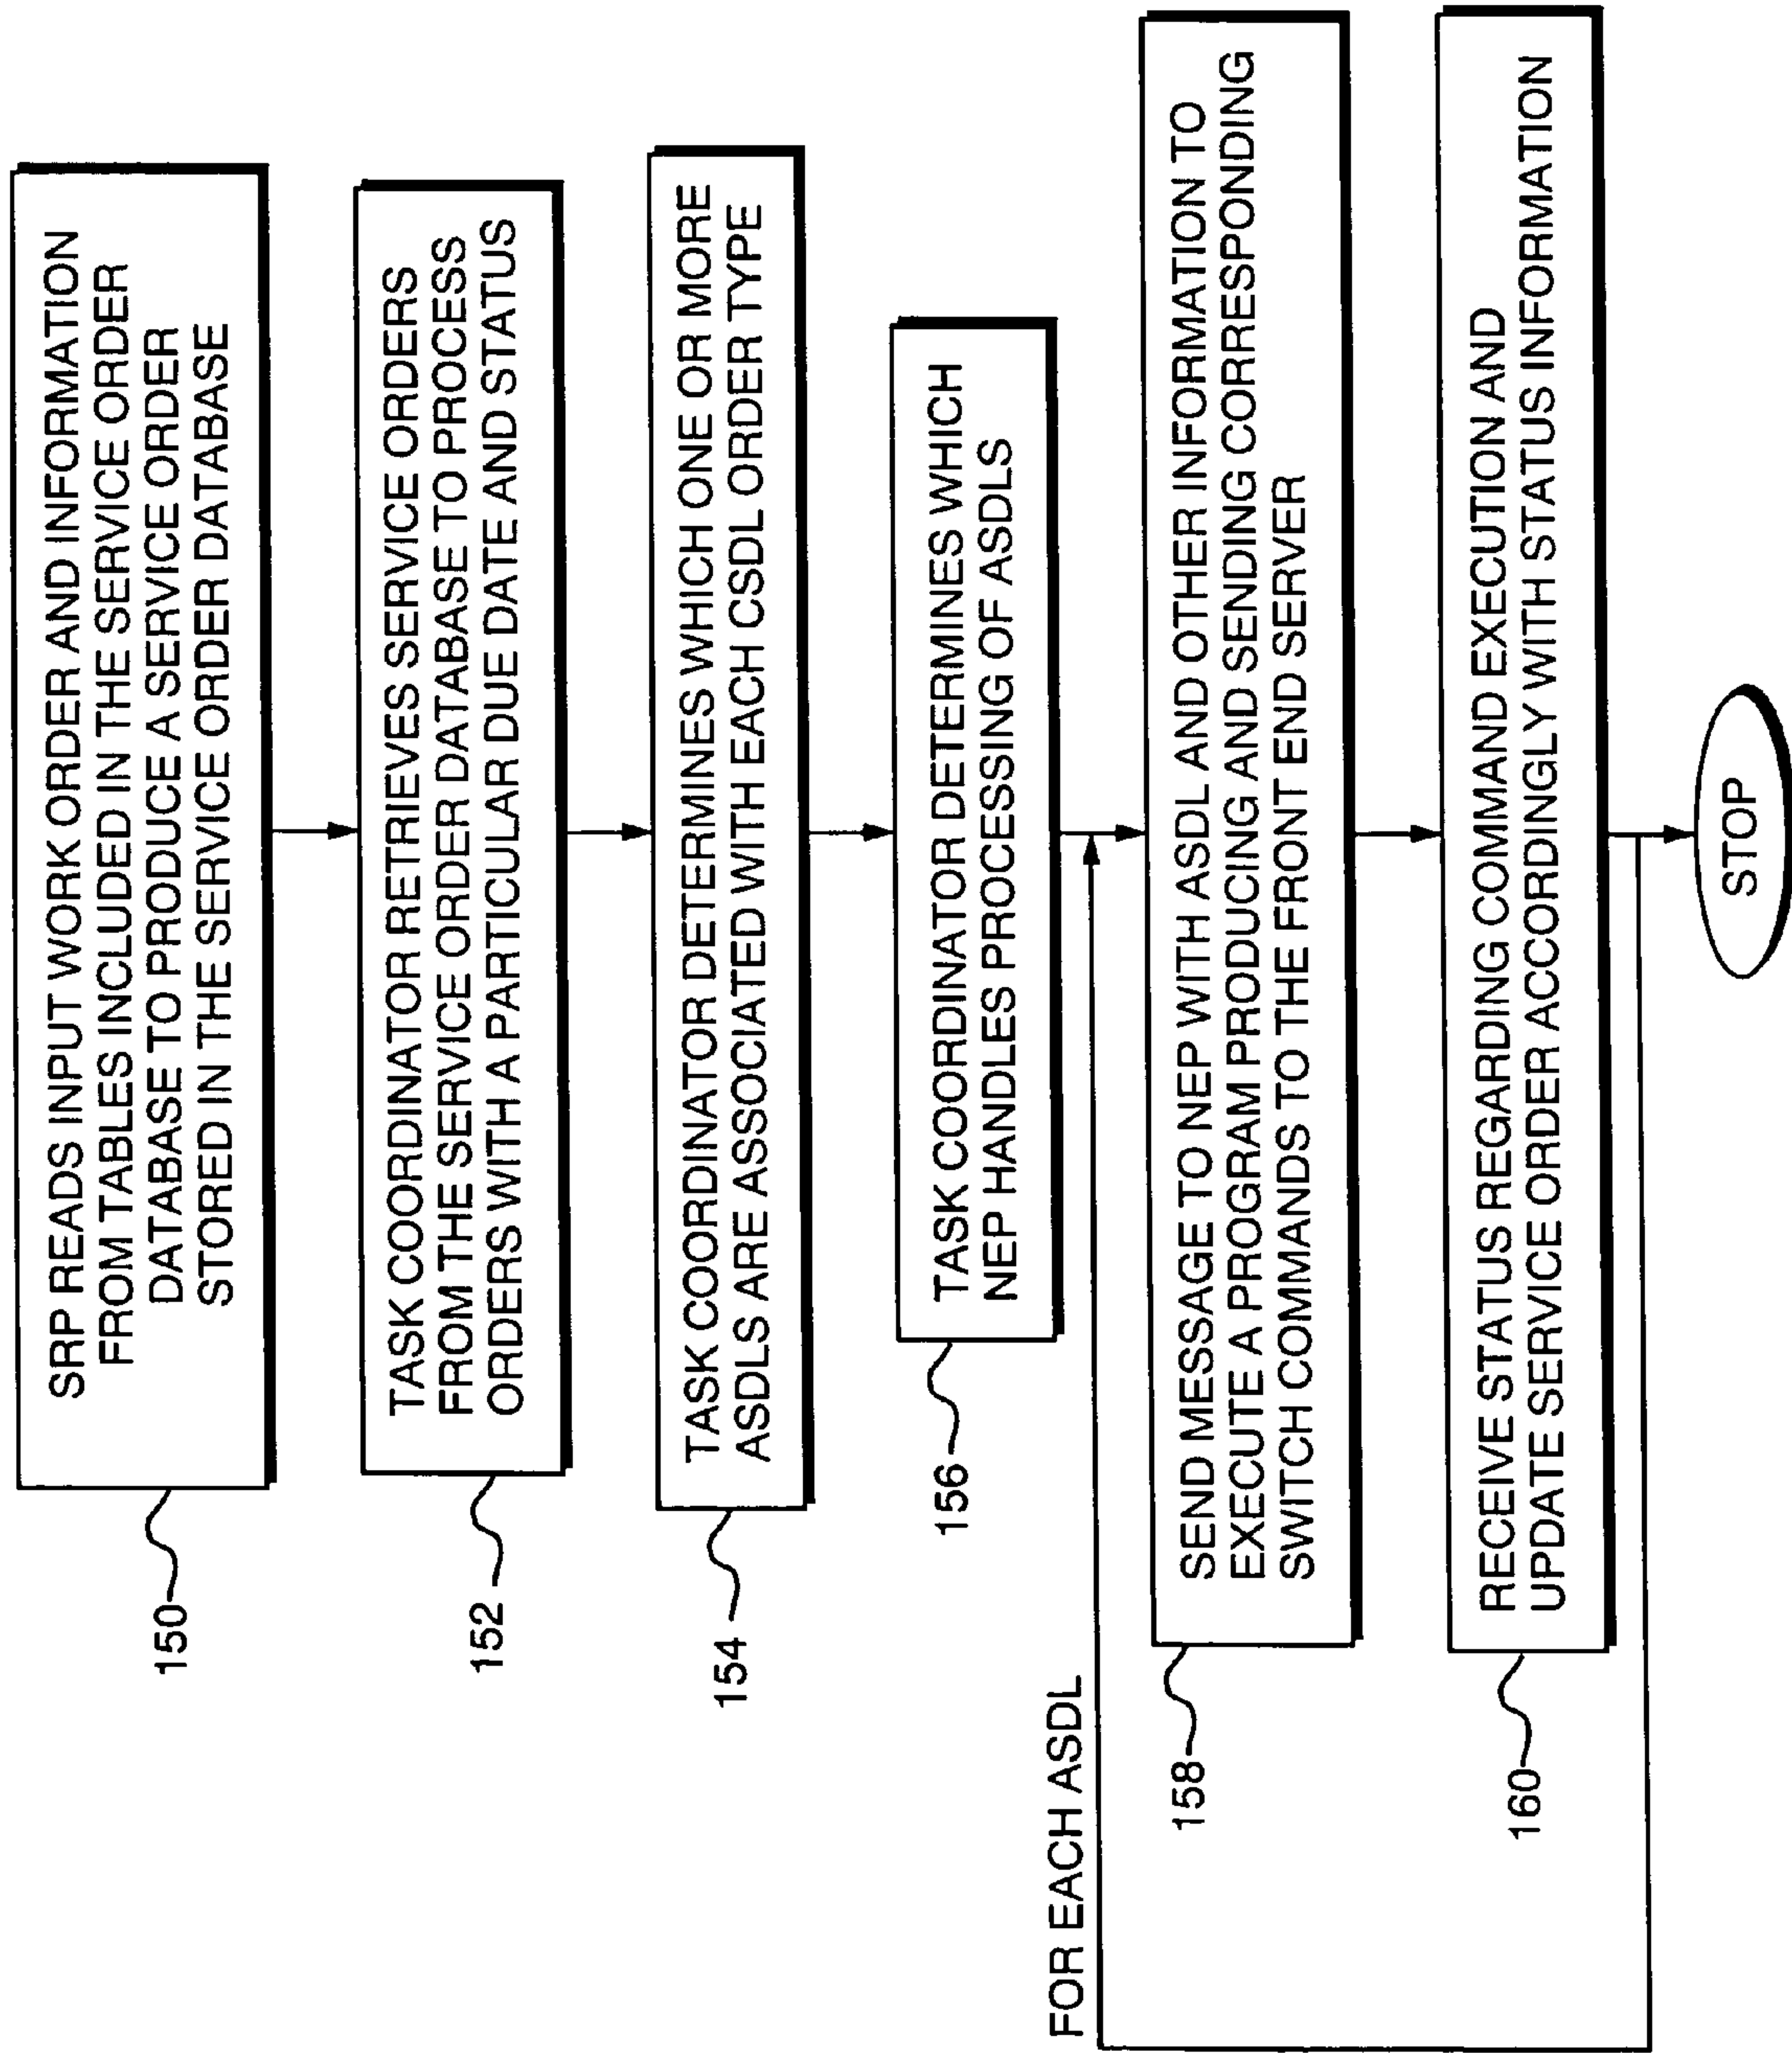 SRP READS INPUT WORK ORDER AND INFORMATION
FROM TABLES INCLUDED IN THE SERVICE ORDER
DATABASE TO PRODUCE A SERVICE ORDER
STORED IN THE SERVICE ORDER DATABASE
150
TASK COORDINATOR RETRIEVES SERVICE ORDERS
FROM THE SERVICE ORDER DATABASE TO PROCESS
ORDERS WITH A PARTICULAR DUE DATE AND STATUS
152
TASK COORDINATOR DETERMINES WHICH ONE OR MORE
ASDLS ARE ASSOCIATED WITH EACH CSDL ORDER TYPE
154
TASK COORDINATOR DETERMINES WHICH
NEP HANDLES PROCESSING OF ASDLS
156
FOR EACH ASDL
SEND MESSAGE TO NEP WITH ASDL AND OTHER INFORMATION TO
EXECUTE A PROGRAM PRODUCING AND SENDING CORRESPONDING
SWITCH COMMANDS TO THE FRONT END SERVER
158
RECEIVE STATUS REGARDING COMMAND EXECUTION AND
UPDATE SERVICE ORDER ACCORDINGLY WITH STATUS INFORMATION
160
STOP